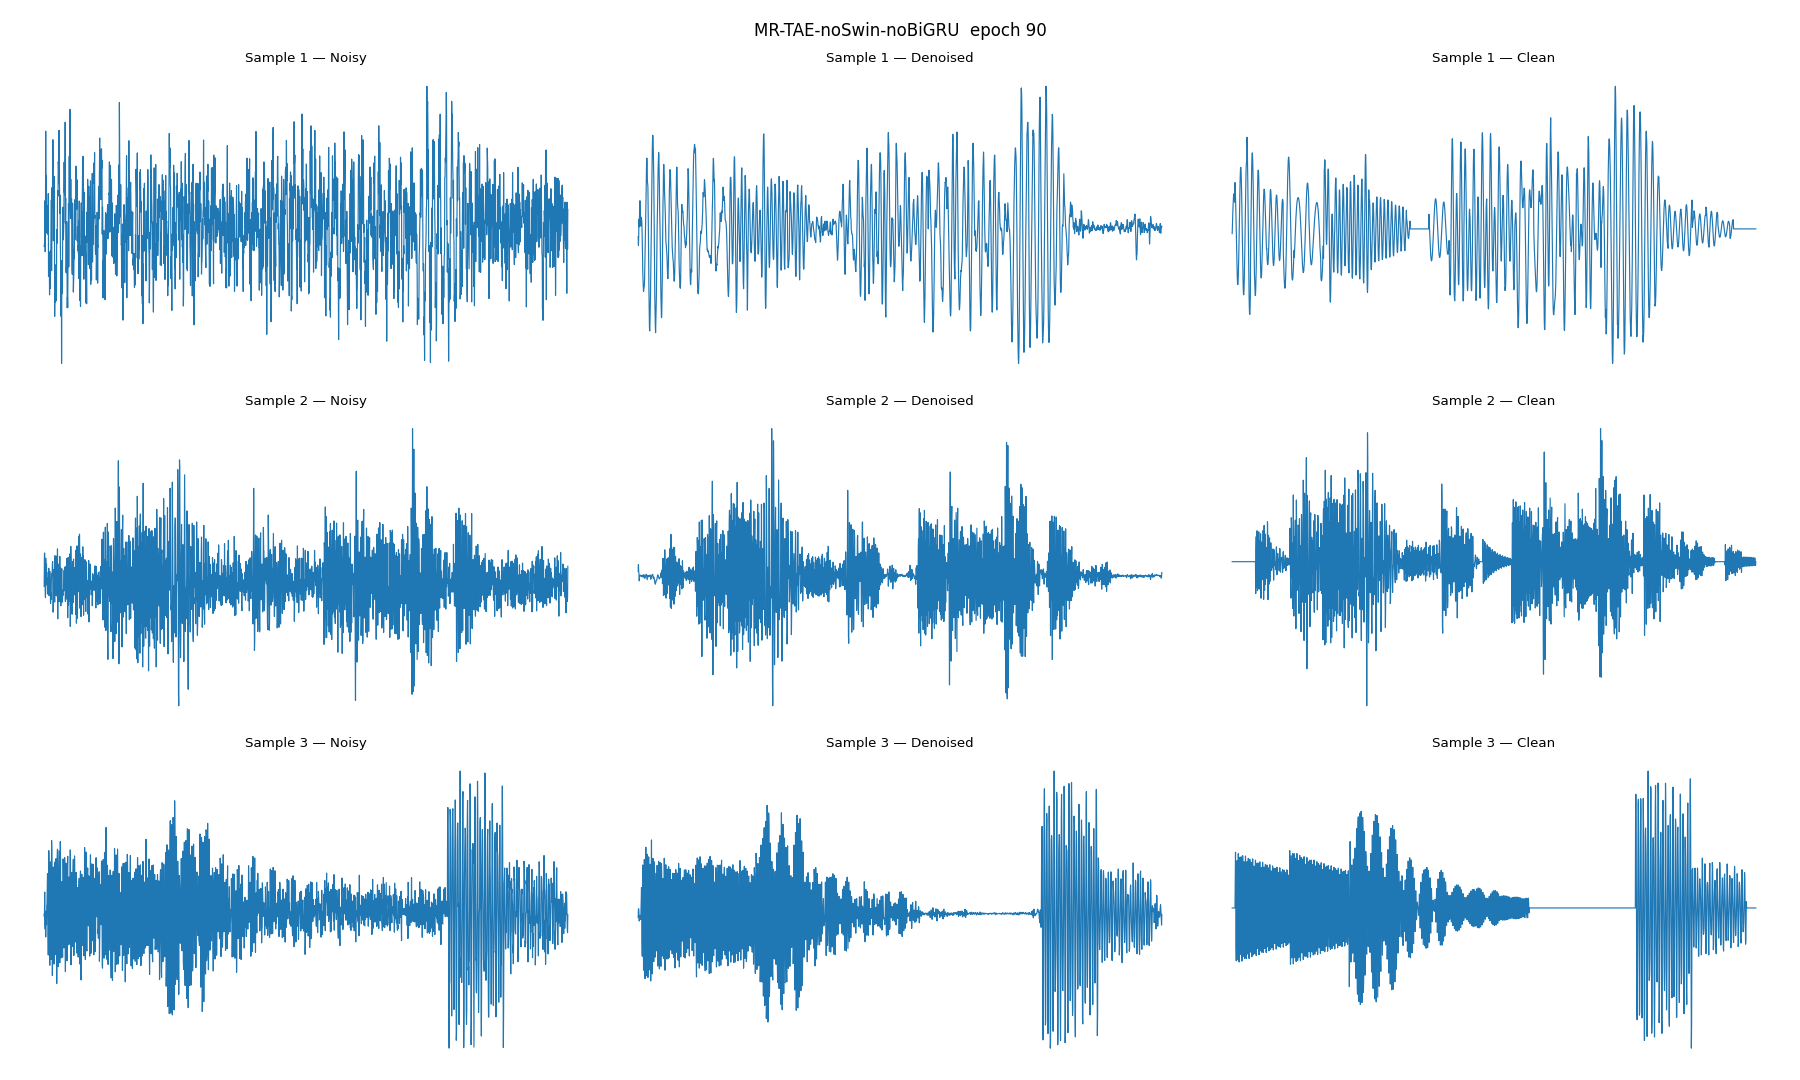 MR-TAE-noSwin-noBiGRU  epoch 90
Sample 1 — Noisy
Sample 1 — Denoised
Sample 1 — Clean
Sample 2 — Noisy
Sample 2 — Denoised
Sample 2 — Clean
Sample 3 — Noisy
Sample 3 — Denoised
Sample 3 — Clean